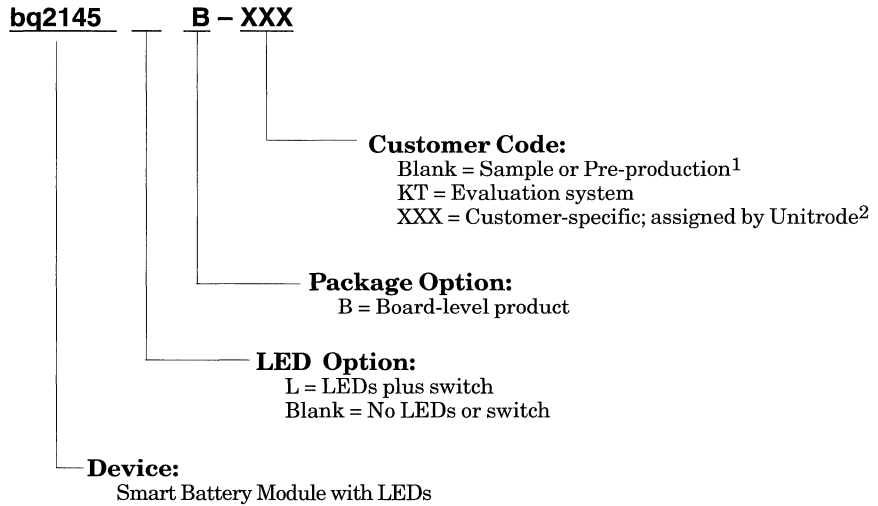 bq2145 __ B – XXX
Customer Code:
Blank = Sample or Pre-production1
KT = Evaluation system
XXX = Customer-specific; assigned by Unitrode2
Package Option:
B = Board-level product
LED Option:
L = LEDs plus switch
Blank = No LEDs or switch
Device:
Smart Battery Module with LEDs